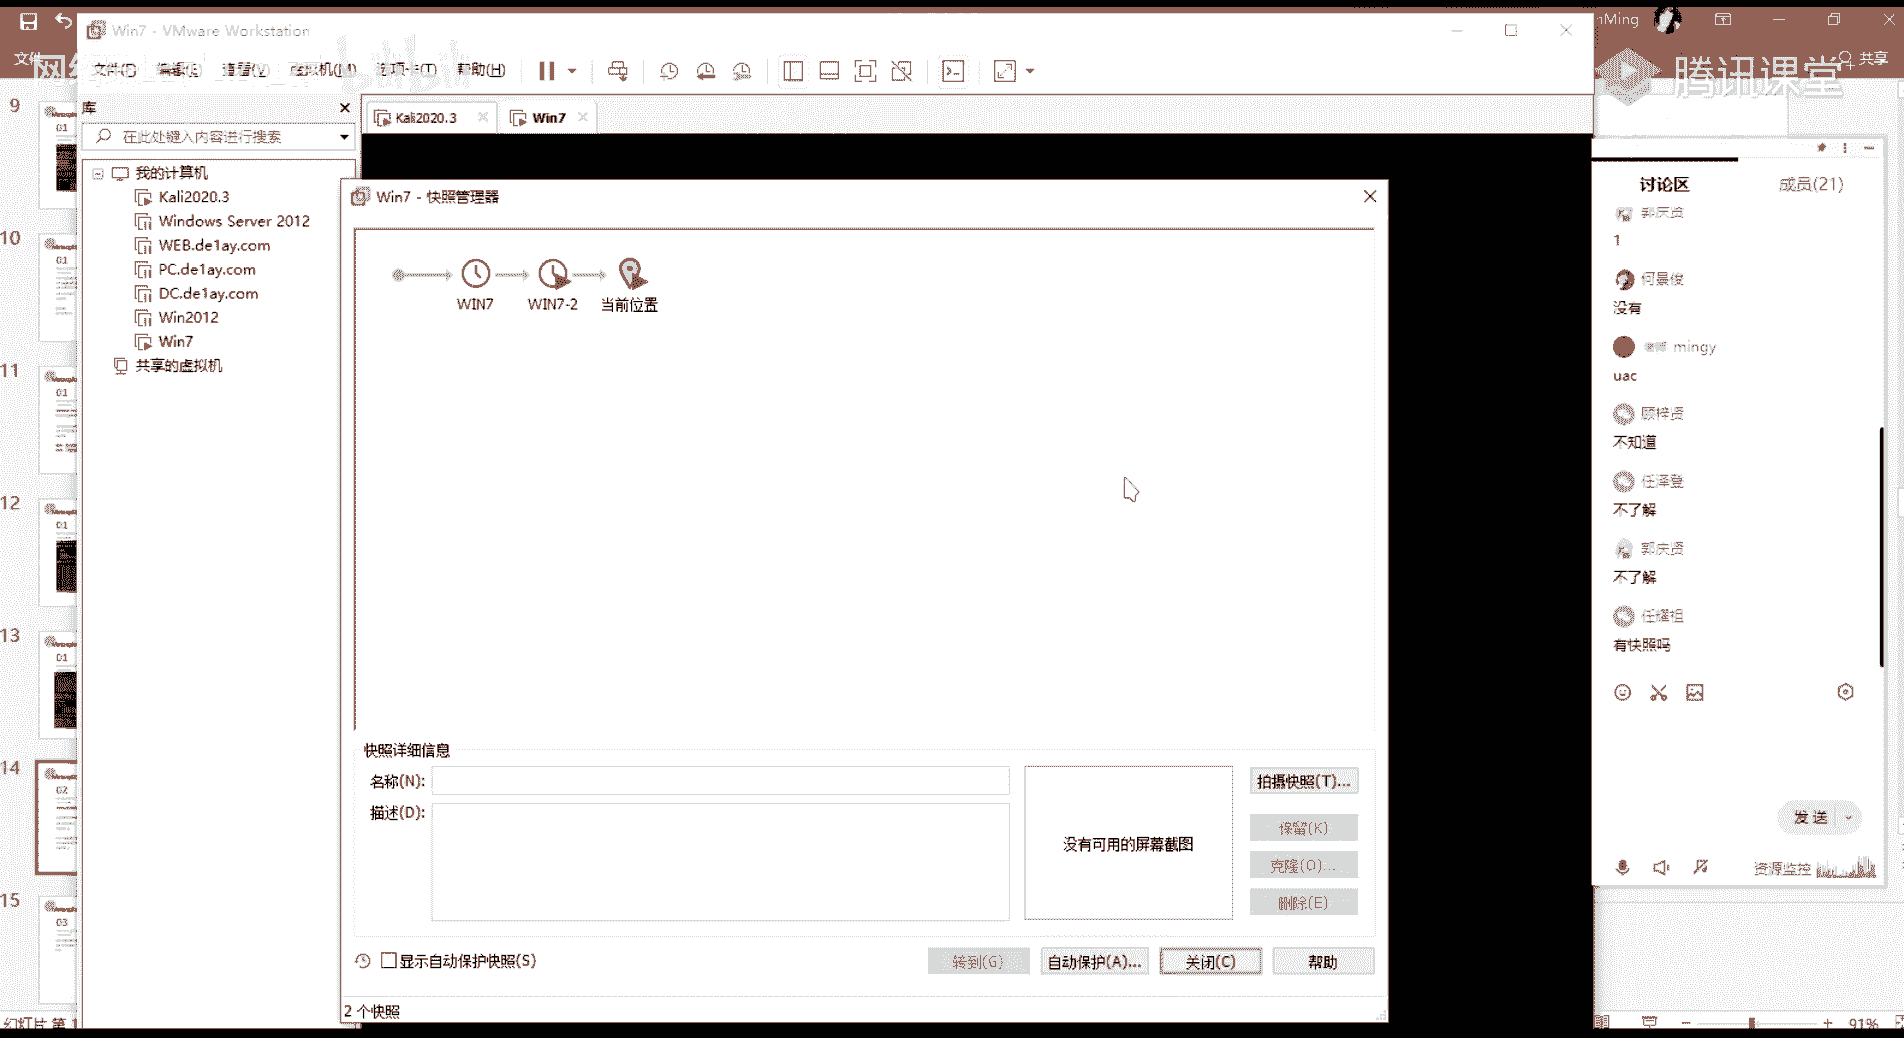 Win7 - VMware Workstation
文件(F) 编辑(E) 查看(V) 虚拟机(M) 选项卡(T) 帮助(H)
腾讯课堂
共享
库
在此处键入内容进行搜索
我的计算机
Kali2020.3
Windows Server 2012
WEB.de1ay.com
PC.de1ay.com
DC.de1ay.com
Win2012
Win7
共享的虚拟机
Kali2020.3
Win7
Win7 - 快照管理器
WIN7
WIN7-2
当前位置
快照详细信息
名称(N):
描述(D):
没有可用的屏幕截图
拍摄快照(T)...
保留(K)
克隆(O)...
删除(E)
显示自动保护快照(S)
转到(G)
自动保护(A)...
关闭(C)
帮助
2 个快照
讨论区
成员(21)
郭庆贤
1
何景俊
没有
mingy
uac
顾梓贤
不知道
任泽登
不了解
郭庆贤
不了解
任耀祖
有快照吗
发送
资源监控
9
01
10
01
11
01
12
01
13
01
14
02
15
03
91%